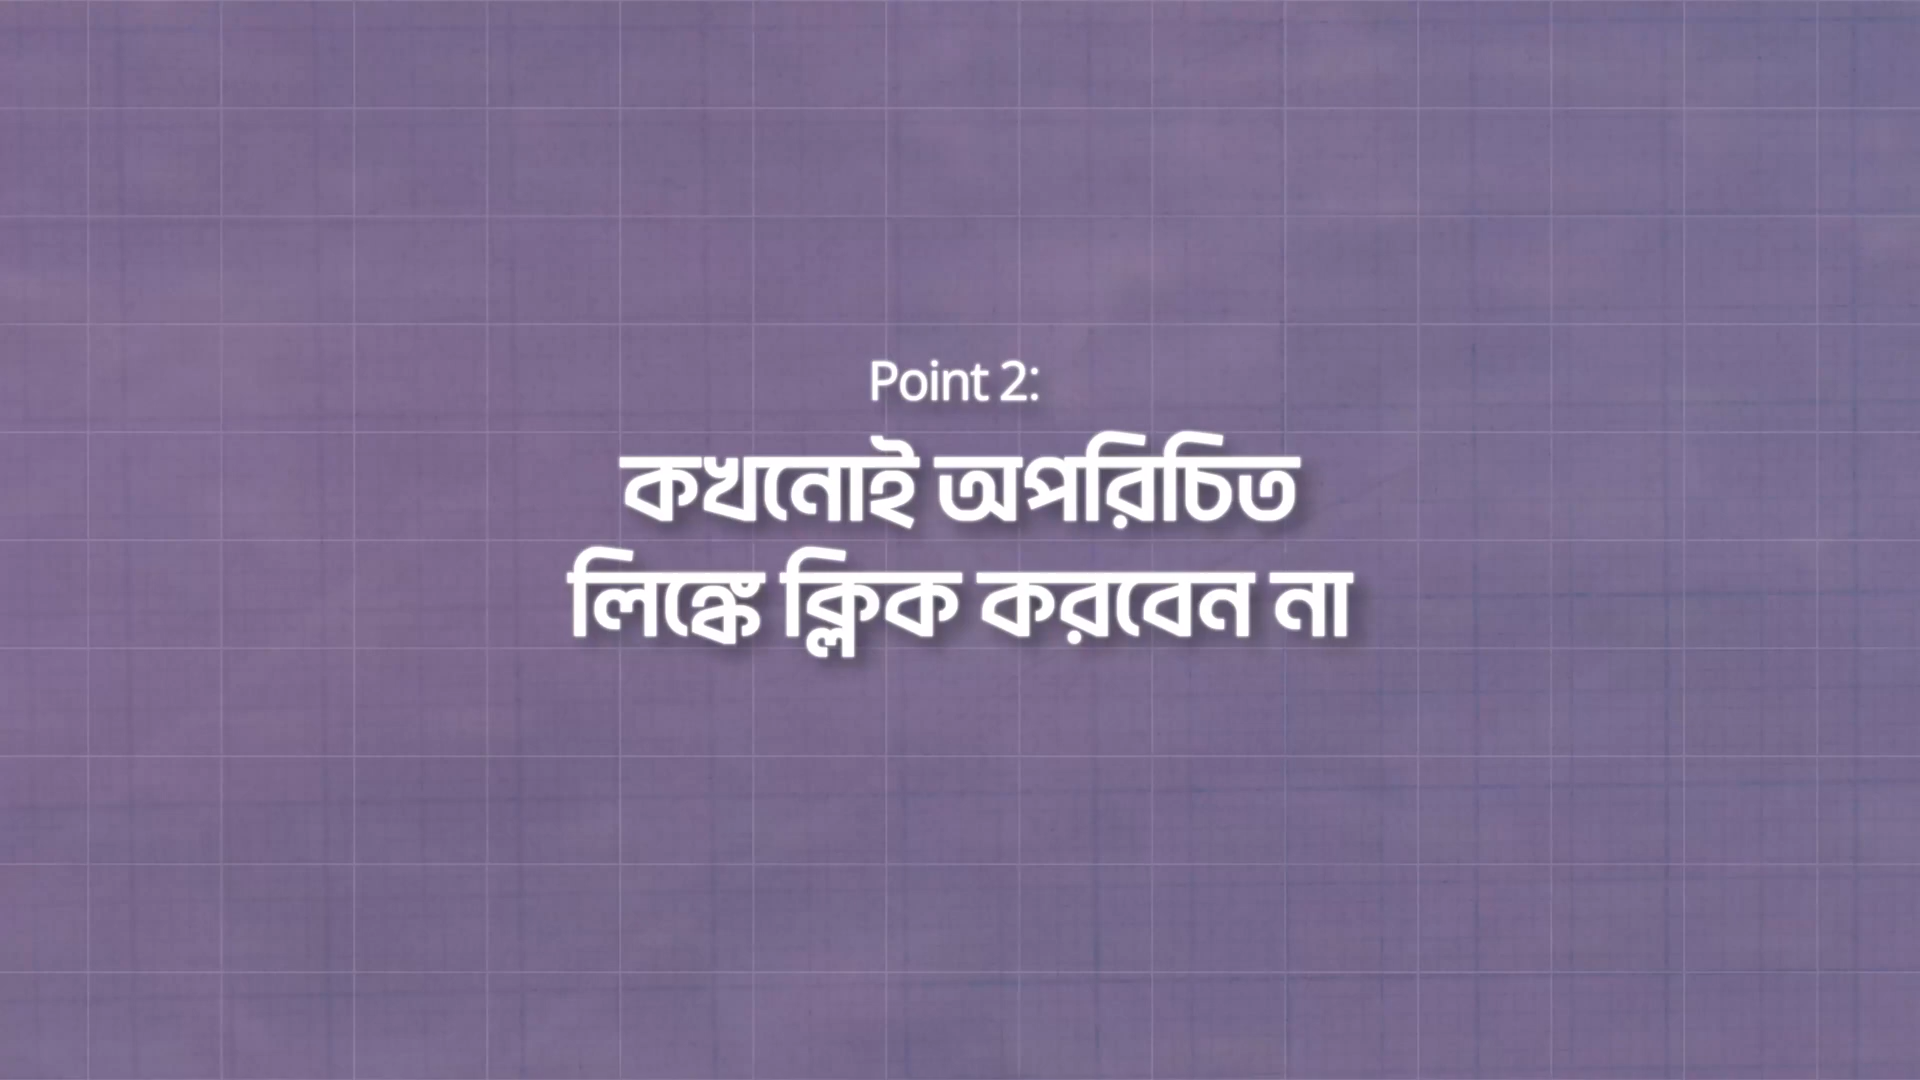 Point 2:
কখনোই অপরিচিত
লিঙ্কে ক্লিক করবেন না